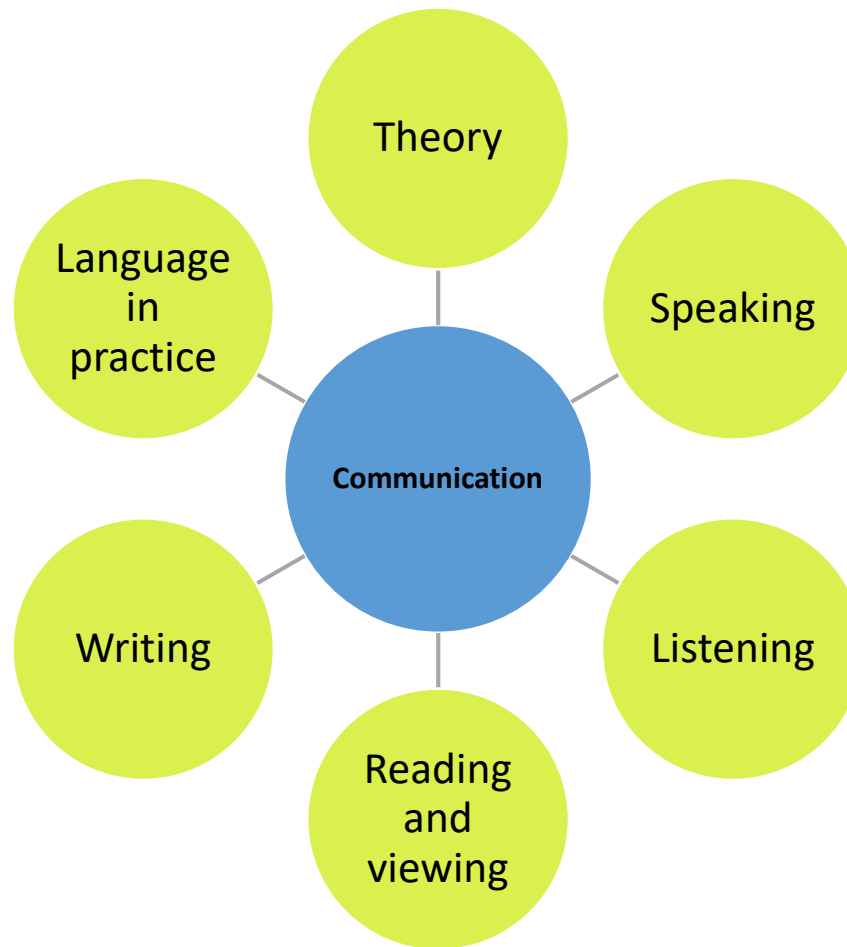 Theory
Speaking
Listening
Reading
and
viewing
Writing
Language
in
practice
Communication